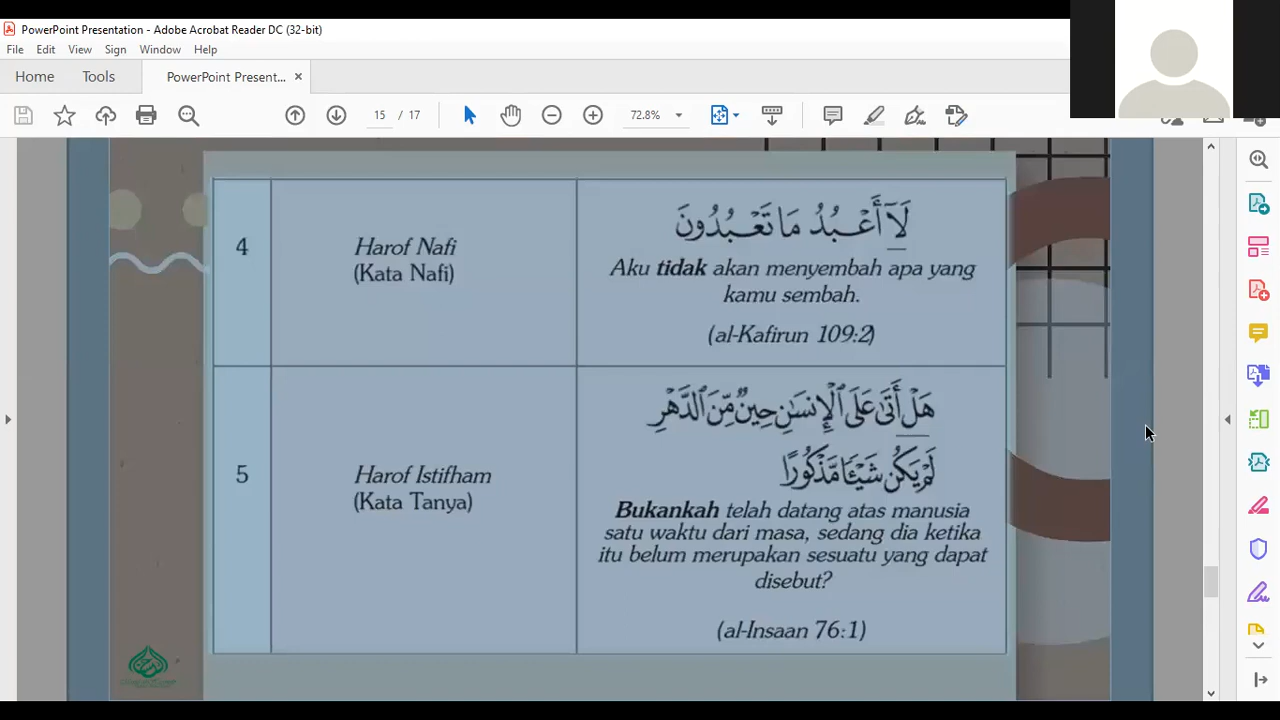 PowerPoint Presentation - Adobe Acrobat Reader DC (32-bit)
File Edit View Sign Window Help
Home Tools PowerPoint Present... ×
15 / 17 72.8%
4
Harof Nafi
(Kata Nafi)
لَآ أَعْبُدُ مَا تَعْبُدُونَ
Aku tidak akan menyembah apa yang
kamu sembah.
(al-Kafirun 109:2)
5
Harof Istifham
(Kata Tanya)
هَلْ أَتَىٰ عَلَى ٱلْإِنسَٰنِ حِينٌ مِّنَ ٱلدَّهْرِ
لَمْ يَكُن شَيْـًٔا مَّذْكُورًا
Bukankah telah datang atas manusia
satu waktu dari masa, sedang dia ketika
itu belum merupakan sesuatu yang dapat
disebut?
(al-Insaan 76:1)